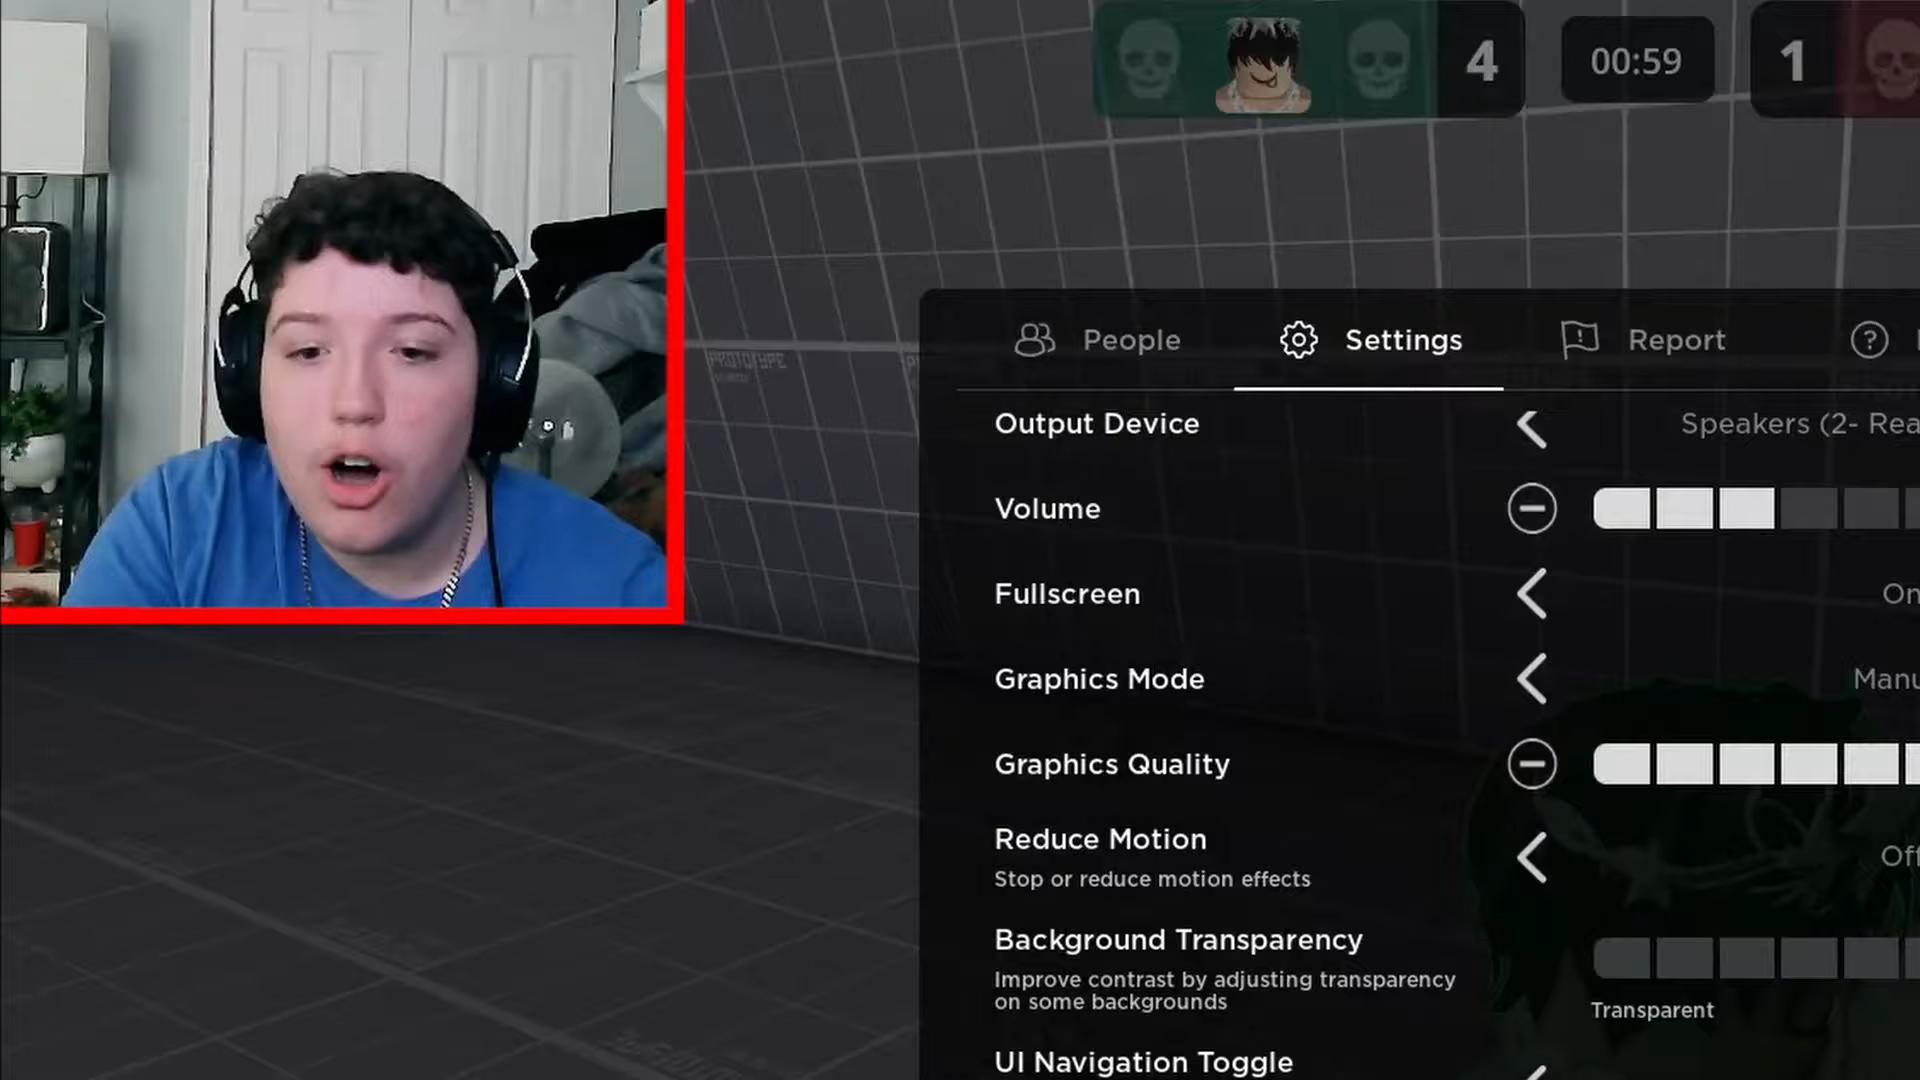 4
00:59
1
PROTOTYPE
People
Settings
Report
Output Device
Speakers (2- Rea
Volume
Fullscreen
On
Graphics Mode
Manu
Graphics Quality
Reduce Motion
Off
Stop or reduce motion effects
Background Transparency
Improve contrast by adjusting transparency
on some backgrounds
Transparent
UI Navigation Toggle